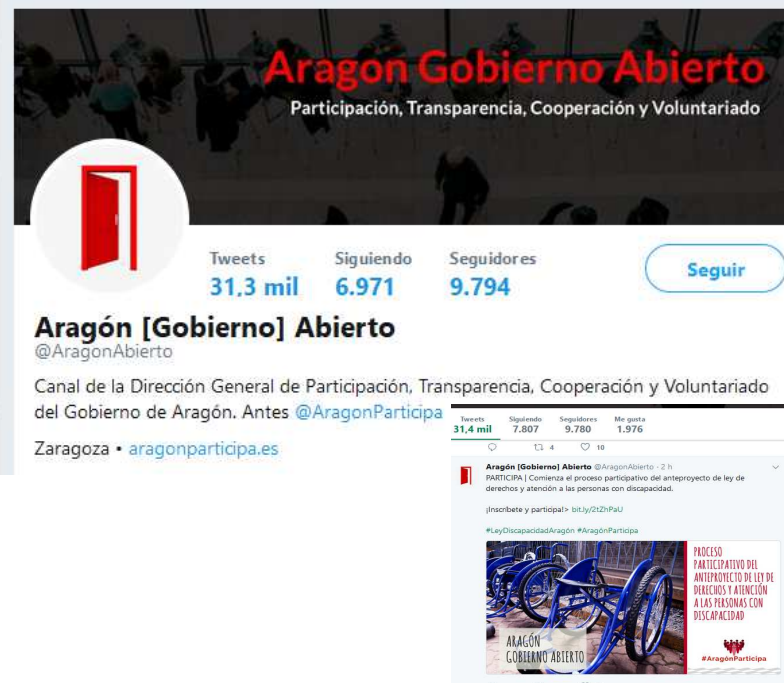 Aragon Gobierno Abierto
Participación, Transparencia, Cooperación y Voluntariado
Tweets Siguiendo Seguidores
31,3 mil 6.971 9.794
Seguir
Aragón [Gobierno] Abierto
@AragonAbierto
Canal de la Dirección General de Participación, Transparencia, Cooperación y Voluntariado
del Gobierno de Aragón. Antes @AragonParticipa
Zaragoza • aragonparticipa.es
Tweets Siguiendo Seguidores Me gusta
31,4 mil 7.807 9.780 1.976
4 10
Aragón [Gobierno] Abierto @AragonAbierto · 2 h
PARTICIPA | Comienza el proceso participativo del anteproyecto de ley de
derechos y atención a las personas con discapacidad.
¡Inscríbete y participa!> bit.ly/2tZhPaU
#LeyDiscapacidadAragón #AragónParticipa
PROCESO
PARTICIPATIVO DEL
ANTEPROYECTO DE LEY DE
DERECHOS Y ATENCIÓN
A LAS PERSONAS CON
DISCAPACIDAD
ARAGÓN
GOBIERNO ABIERTO
#AragónParticipa